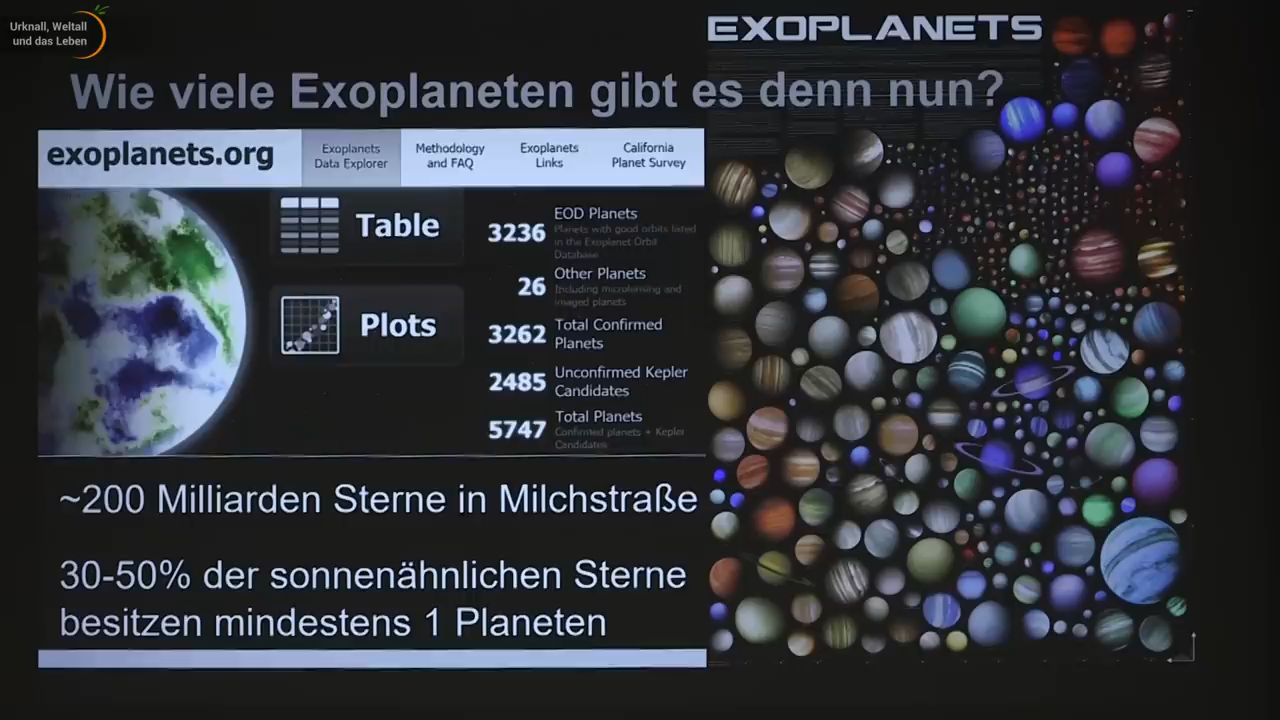 Urknall, Weltall
und das Leben
EXOPLANETS
Wie viele Exoplaneten gibt es denn nun?
exoplanets.org
Exoplanets
Data Explorer
Methodology
and FAQ
Exoplanets
Links
California
Planet Survey
Table
Plots
3236 EOD Planets
Planets with good orbits listed
in the Exoplanet Orbit
Database
26 Other Planets
Including microlensing and
imaged planets
3262 Total Confirmed
Planets
2485 Unconfirmed Kepler
Candidates
5747 Total Planets
Confirmed planets + Kepler
Candidates
~200 Milliarden Sterne in Milchstraße
30-50% der sonnenähnlichen Sterne
besitzen mindestens 1 Planeten